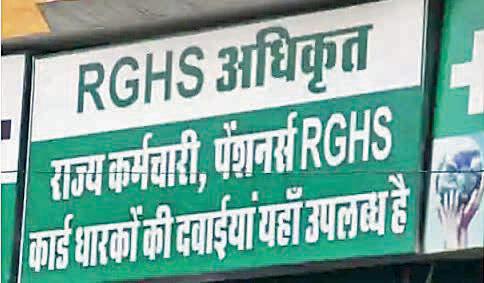 RGHS अधिकृत
राज्य कर्मचारी, पेंशनर्स RGHS
कार्ड धारकों की दवाईयां यहाँ उपलब्ध है